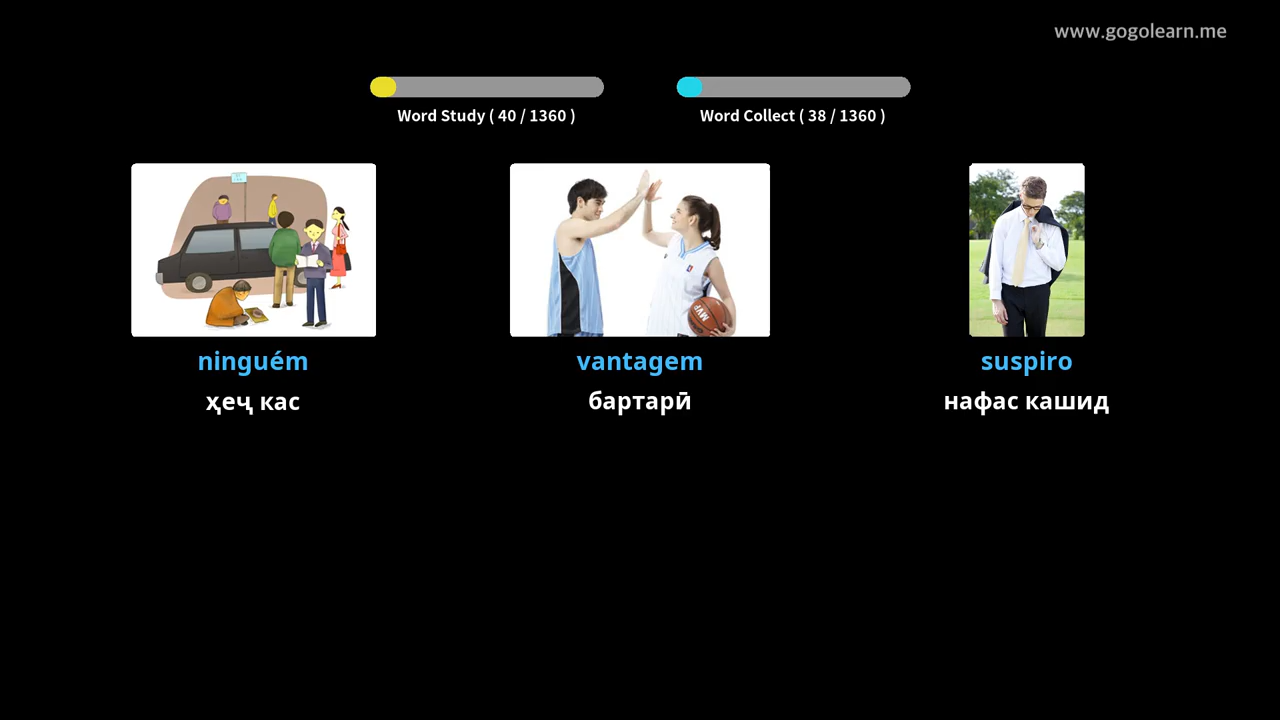 www.gogolearn.me
Word Study ( 40 / 1360 )
Word Collect ( 38 / 1360 )
MVP
ninguém
vantagem
suspiro
ҳеҷ кас
бартарӣ
нафас кашид